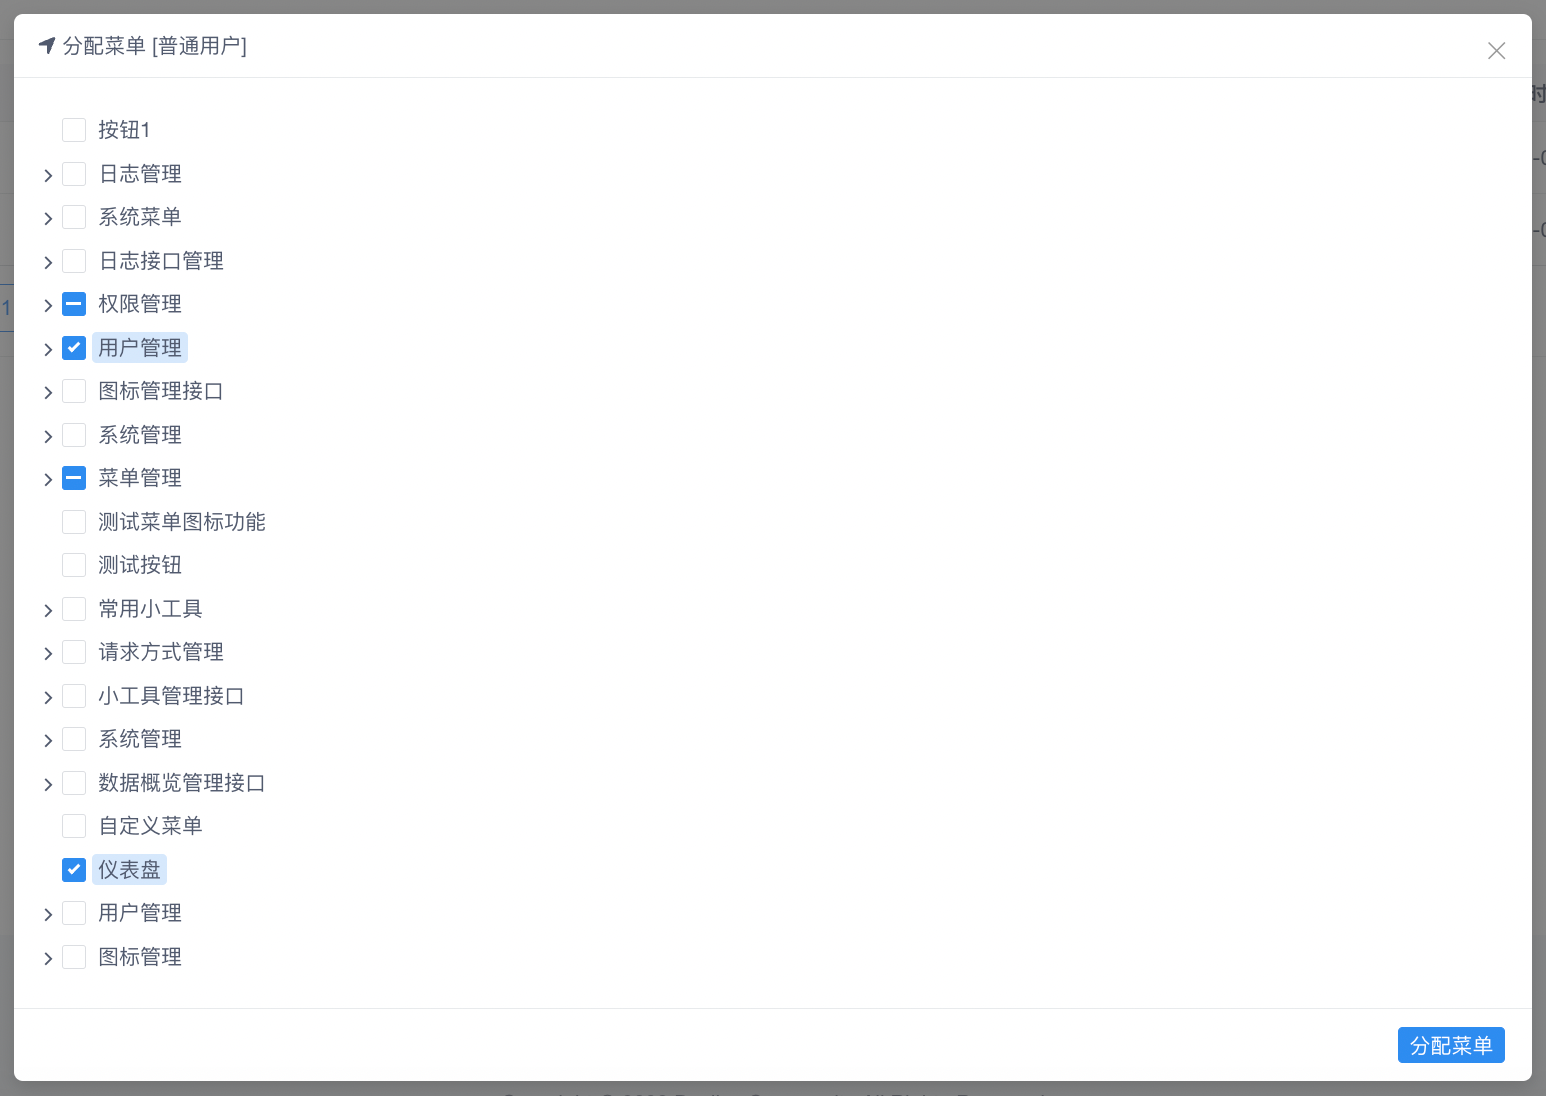 分配菜单 [普通用户]
按钮1
日志管理
系统菜单
日志接口管理
权限管理
用户管理
图标管理接口
系统管理
菜单管理
测试菜单图标功能
测试按钮
常用小工具
请求方式管理
小工具管理接口
系统管理
数据概览管理接口
自定义菜单
仪表盘
用户管理
图标管理
分配菜单
1